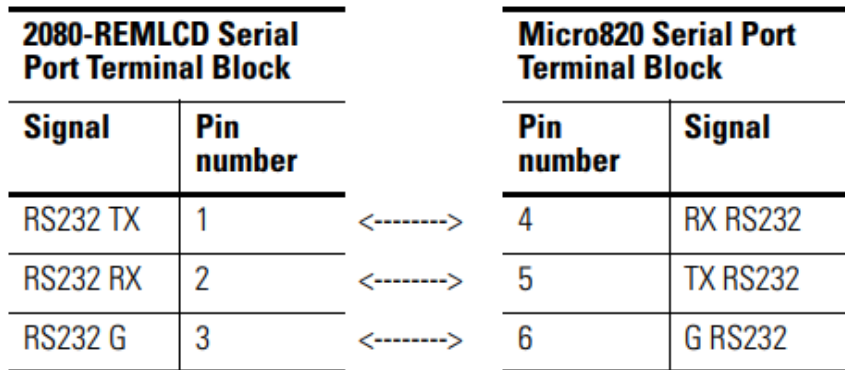 2080-REMLCD Serial Port Terminal Block
Micro820 Serial Port Terminal Block
Signal Pin number Pin number Signal
RS232 TX 1 <--------> 4 RX RS232
RS232 RX 2 <--------> 5 TX RS232
RS232 G 3 <--------> 6 G RS232